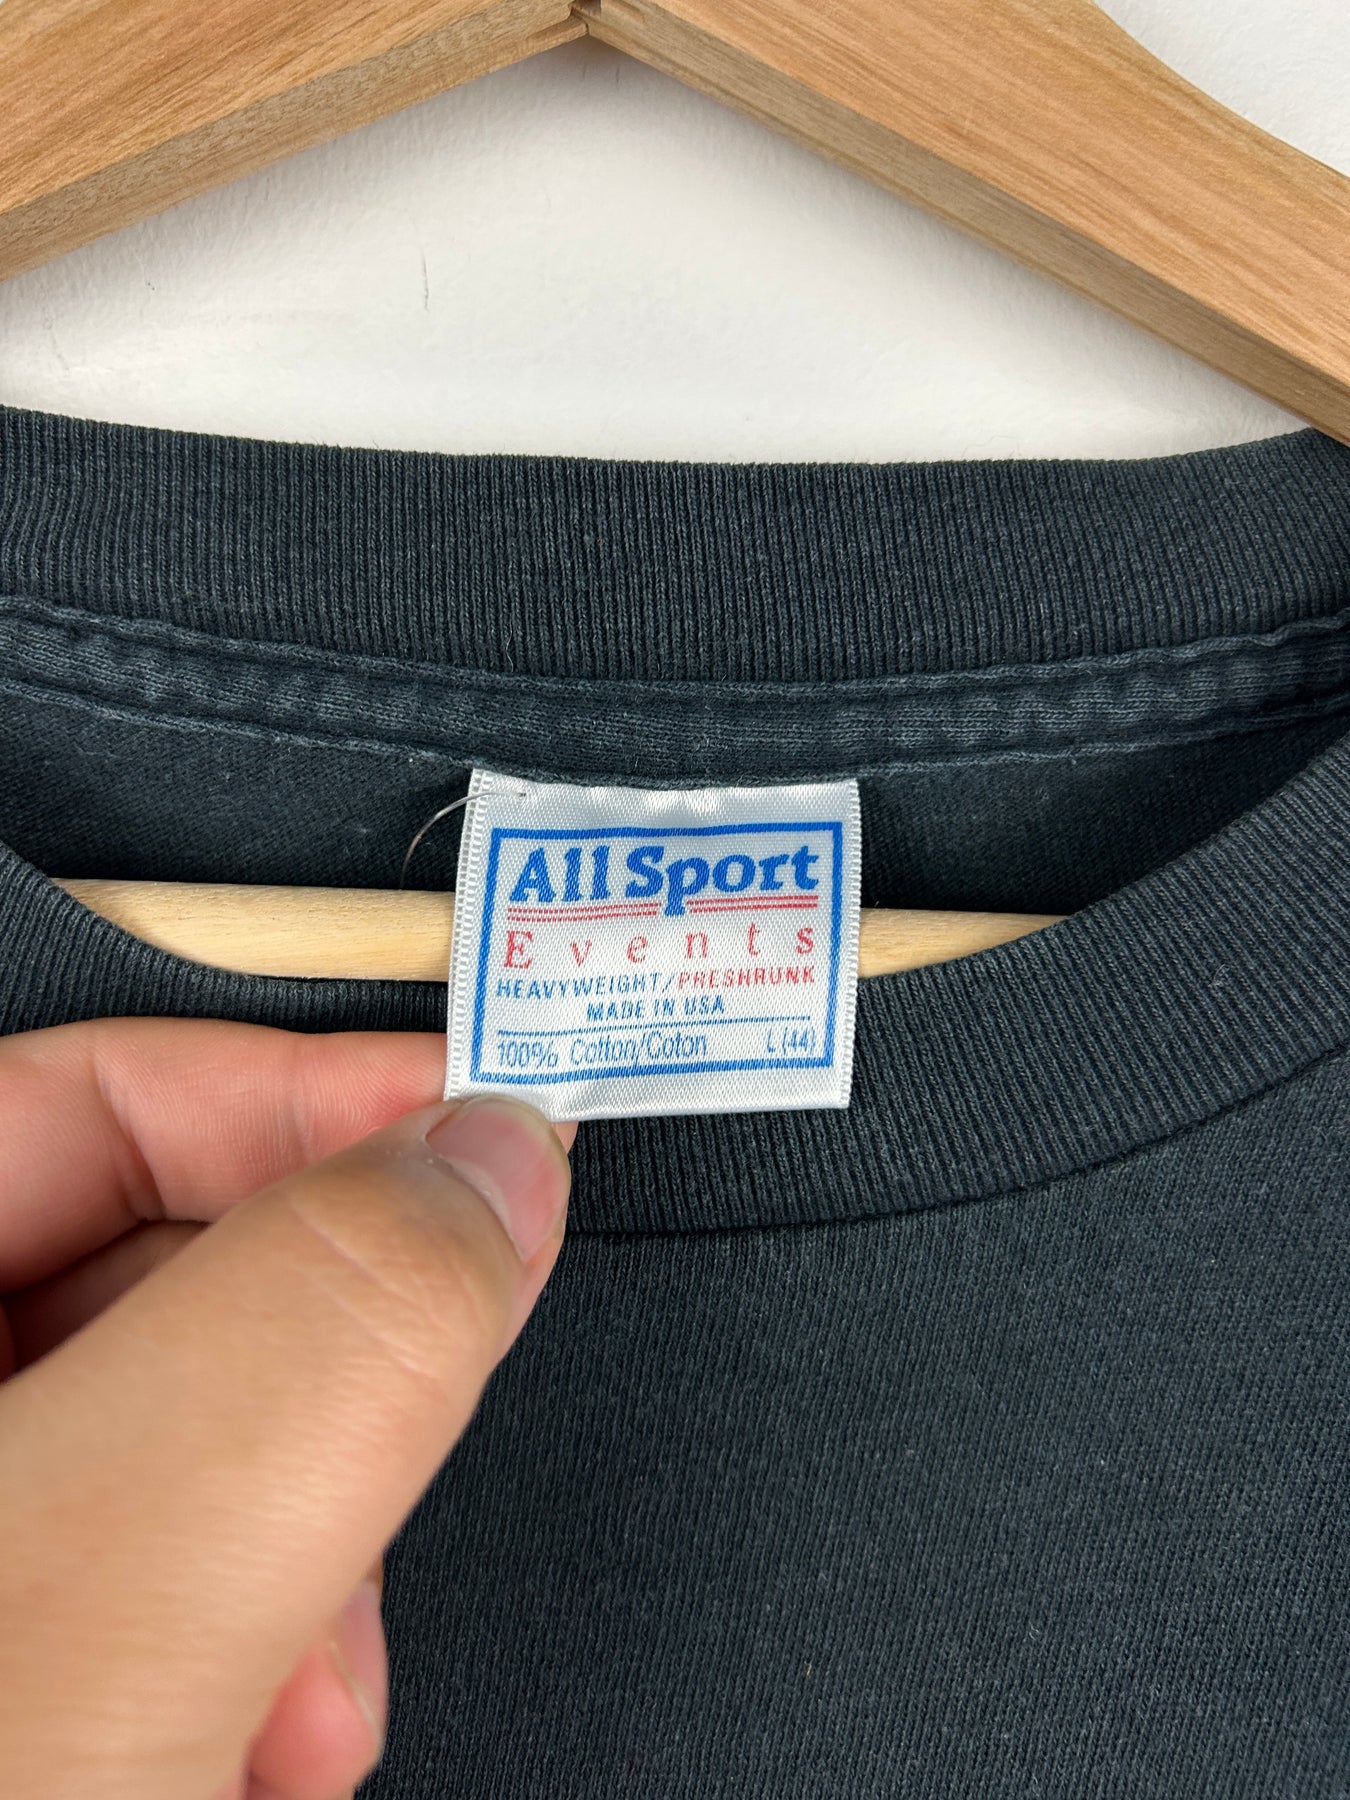 All Sport
Events
HEAVYWEIGHT/PRESHRUNK
MADE IN USA
100% Cotton/Coton L (44)